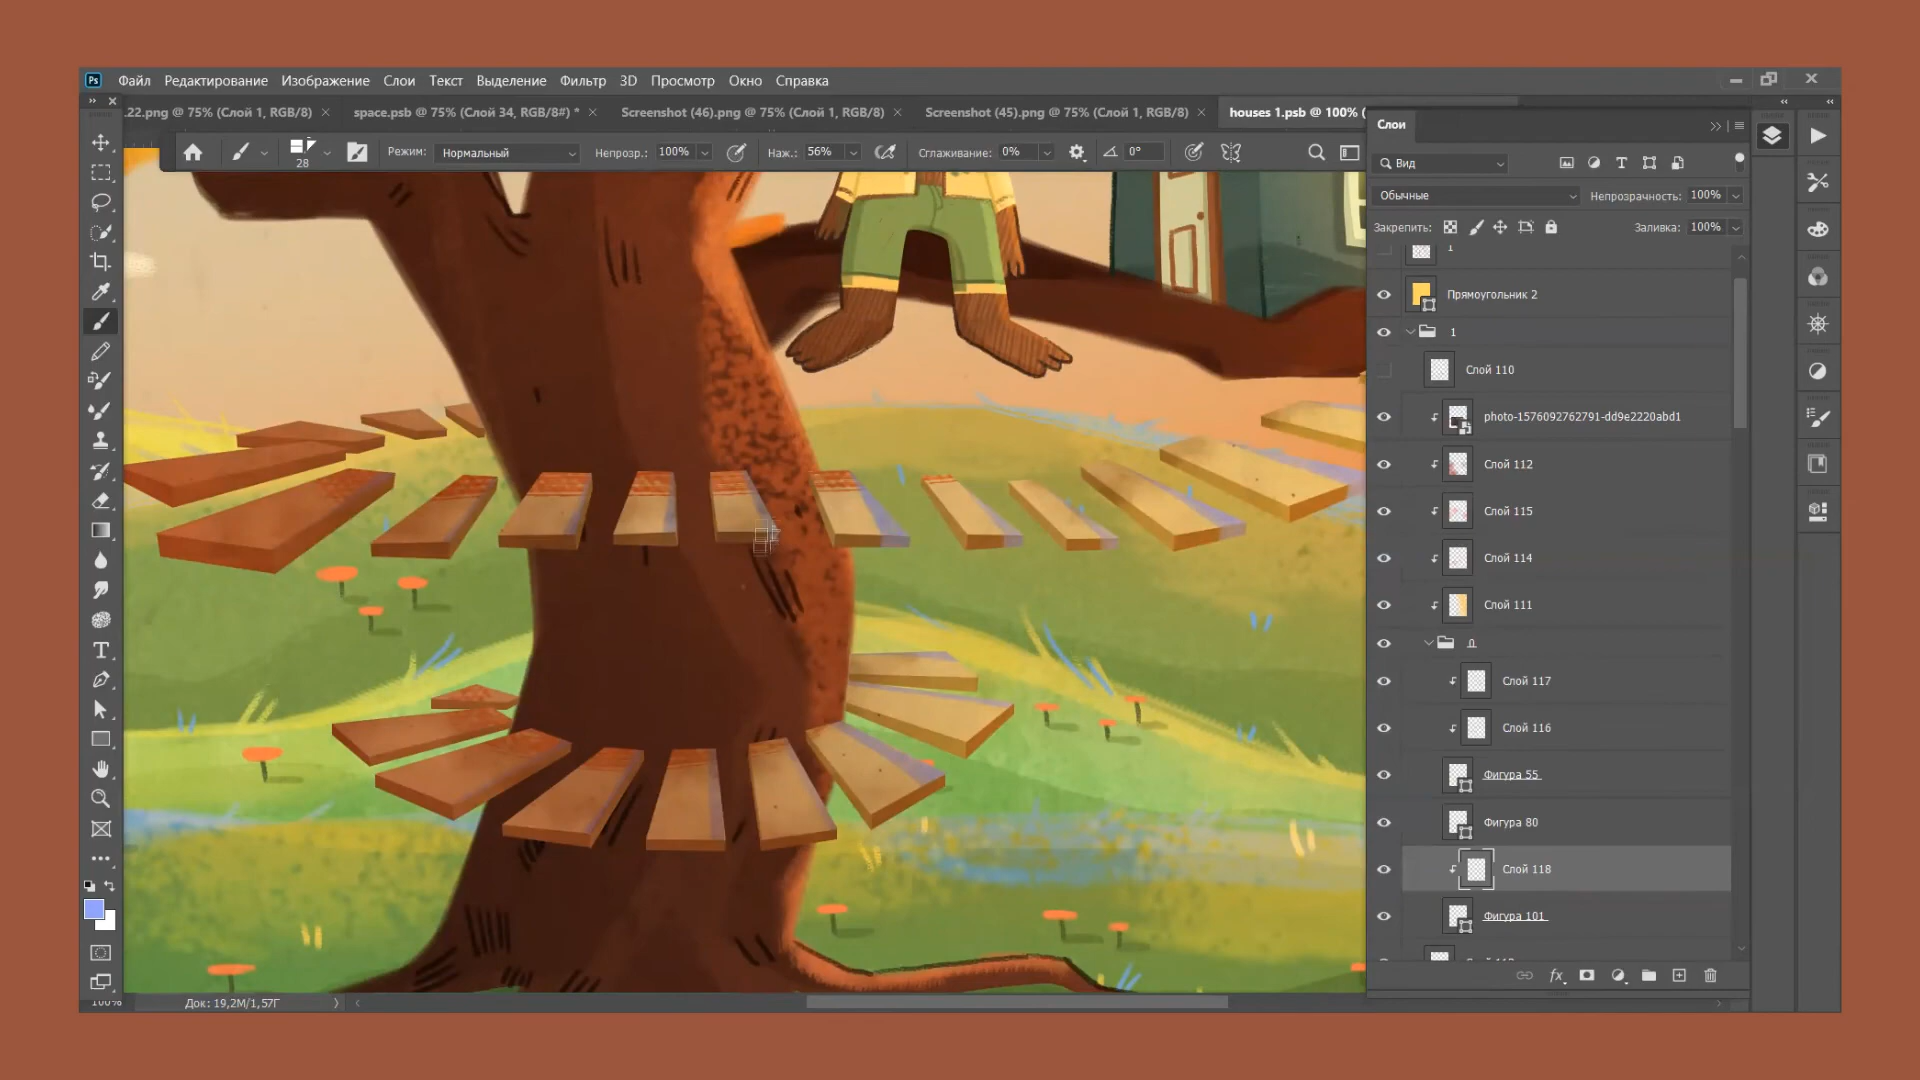 Ps Файл Редактирование Изображение Слои Текст Выделение Фильтр 3D Просмотр Окно Справка
.22.png @ 75% (Слой 1, RGB/8) space.psb @ 75% (Слой 34, RGB/8#) * Screenshot (46).png @ 75% (Слой 1, RGB/8) Screenshot (45).png @ 75% (Слой 1, RGB/8) houses 1.psb @ 100% (
28 Режим: Нормальный Непрозр.: 100% Наж.: 56% Сглаживание: 0% 0°
Слои
Вид
Обычные Непрозрачность: 100%
Закрепить: Заливка: 100%
1
Прямоугольник 2
1
Слой 110
photo-1576092762791-dd9e2220abd1
Слой 112
Слой 115
Слой 114
Слой 111
Слой 117
Слой 116
Фигура 55
Фигура 80
Слой 118
Фигура 101
fx
100% Док: 19,2M/1,57Г